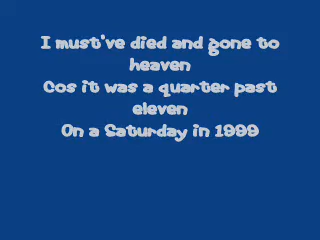 I must've died and gone to
heaven
Cos it was a quarter past
eleven
On a Saturday in 1999